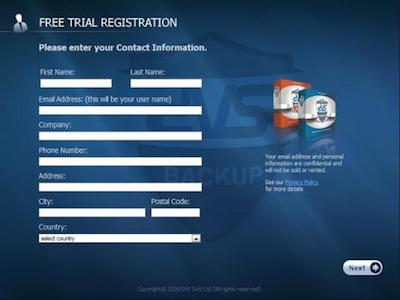 FREE TRIAL REGISTRATION
Please enter your Contact Information.
First Name: Last Name:
Email Address: (this will be your user name)
Company:
Phone Number:
Address:
City: Postal Code:
Country:
select country
BACKUP
Your email address and personal
information are confidential and
will not be sold or rented.
See our Privacy Policy
for more details
Next
Copyright© 2008 DVS Soft Ltd (All rights reserved).